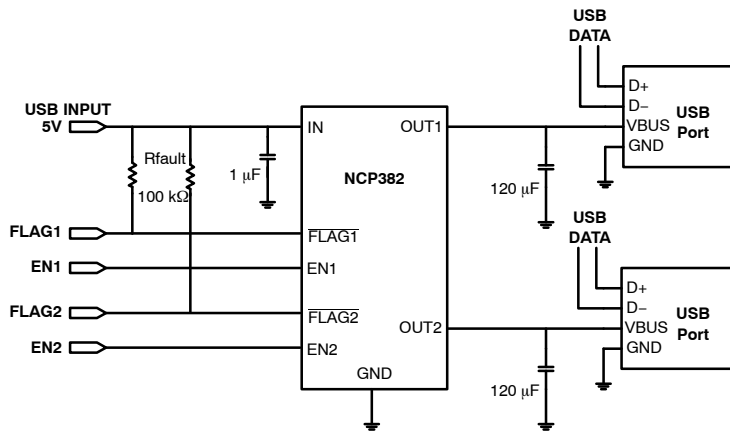 USB
DATA
D+
D−
VBUS
GND
USB
Port
USB INPUT
5V
Rfault
100 kΩ
1 μF
IN
OUT1
NCP382
120 μF
FLAG1
FLAG1
EN1
EN1
FLAG2
FLAG2
EN2
EN2
OUT2
GND
120 μF
USB
DATA
D+
D−
VBUS
GND
USB
Port